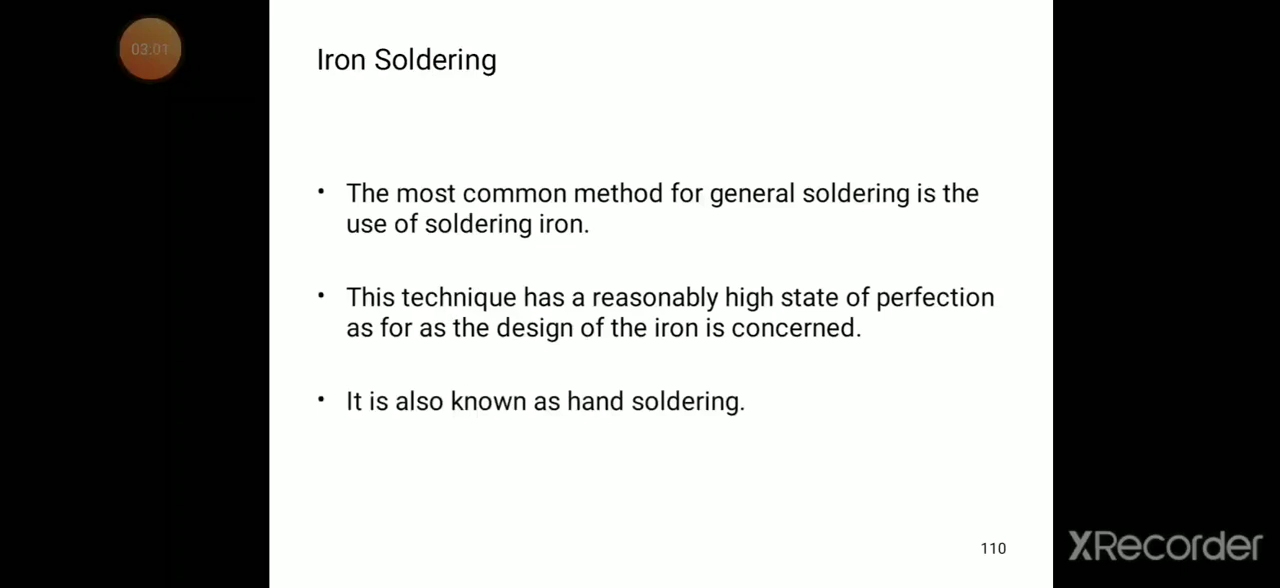 03:01
Iron Soldering
• The most common method for general soldering is the
use of soldering iron.
• This technique has a reasonably high state of perfection
as for as the design of the iron is concerned.
• It is also known as hand soldering.
110
XRecorder